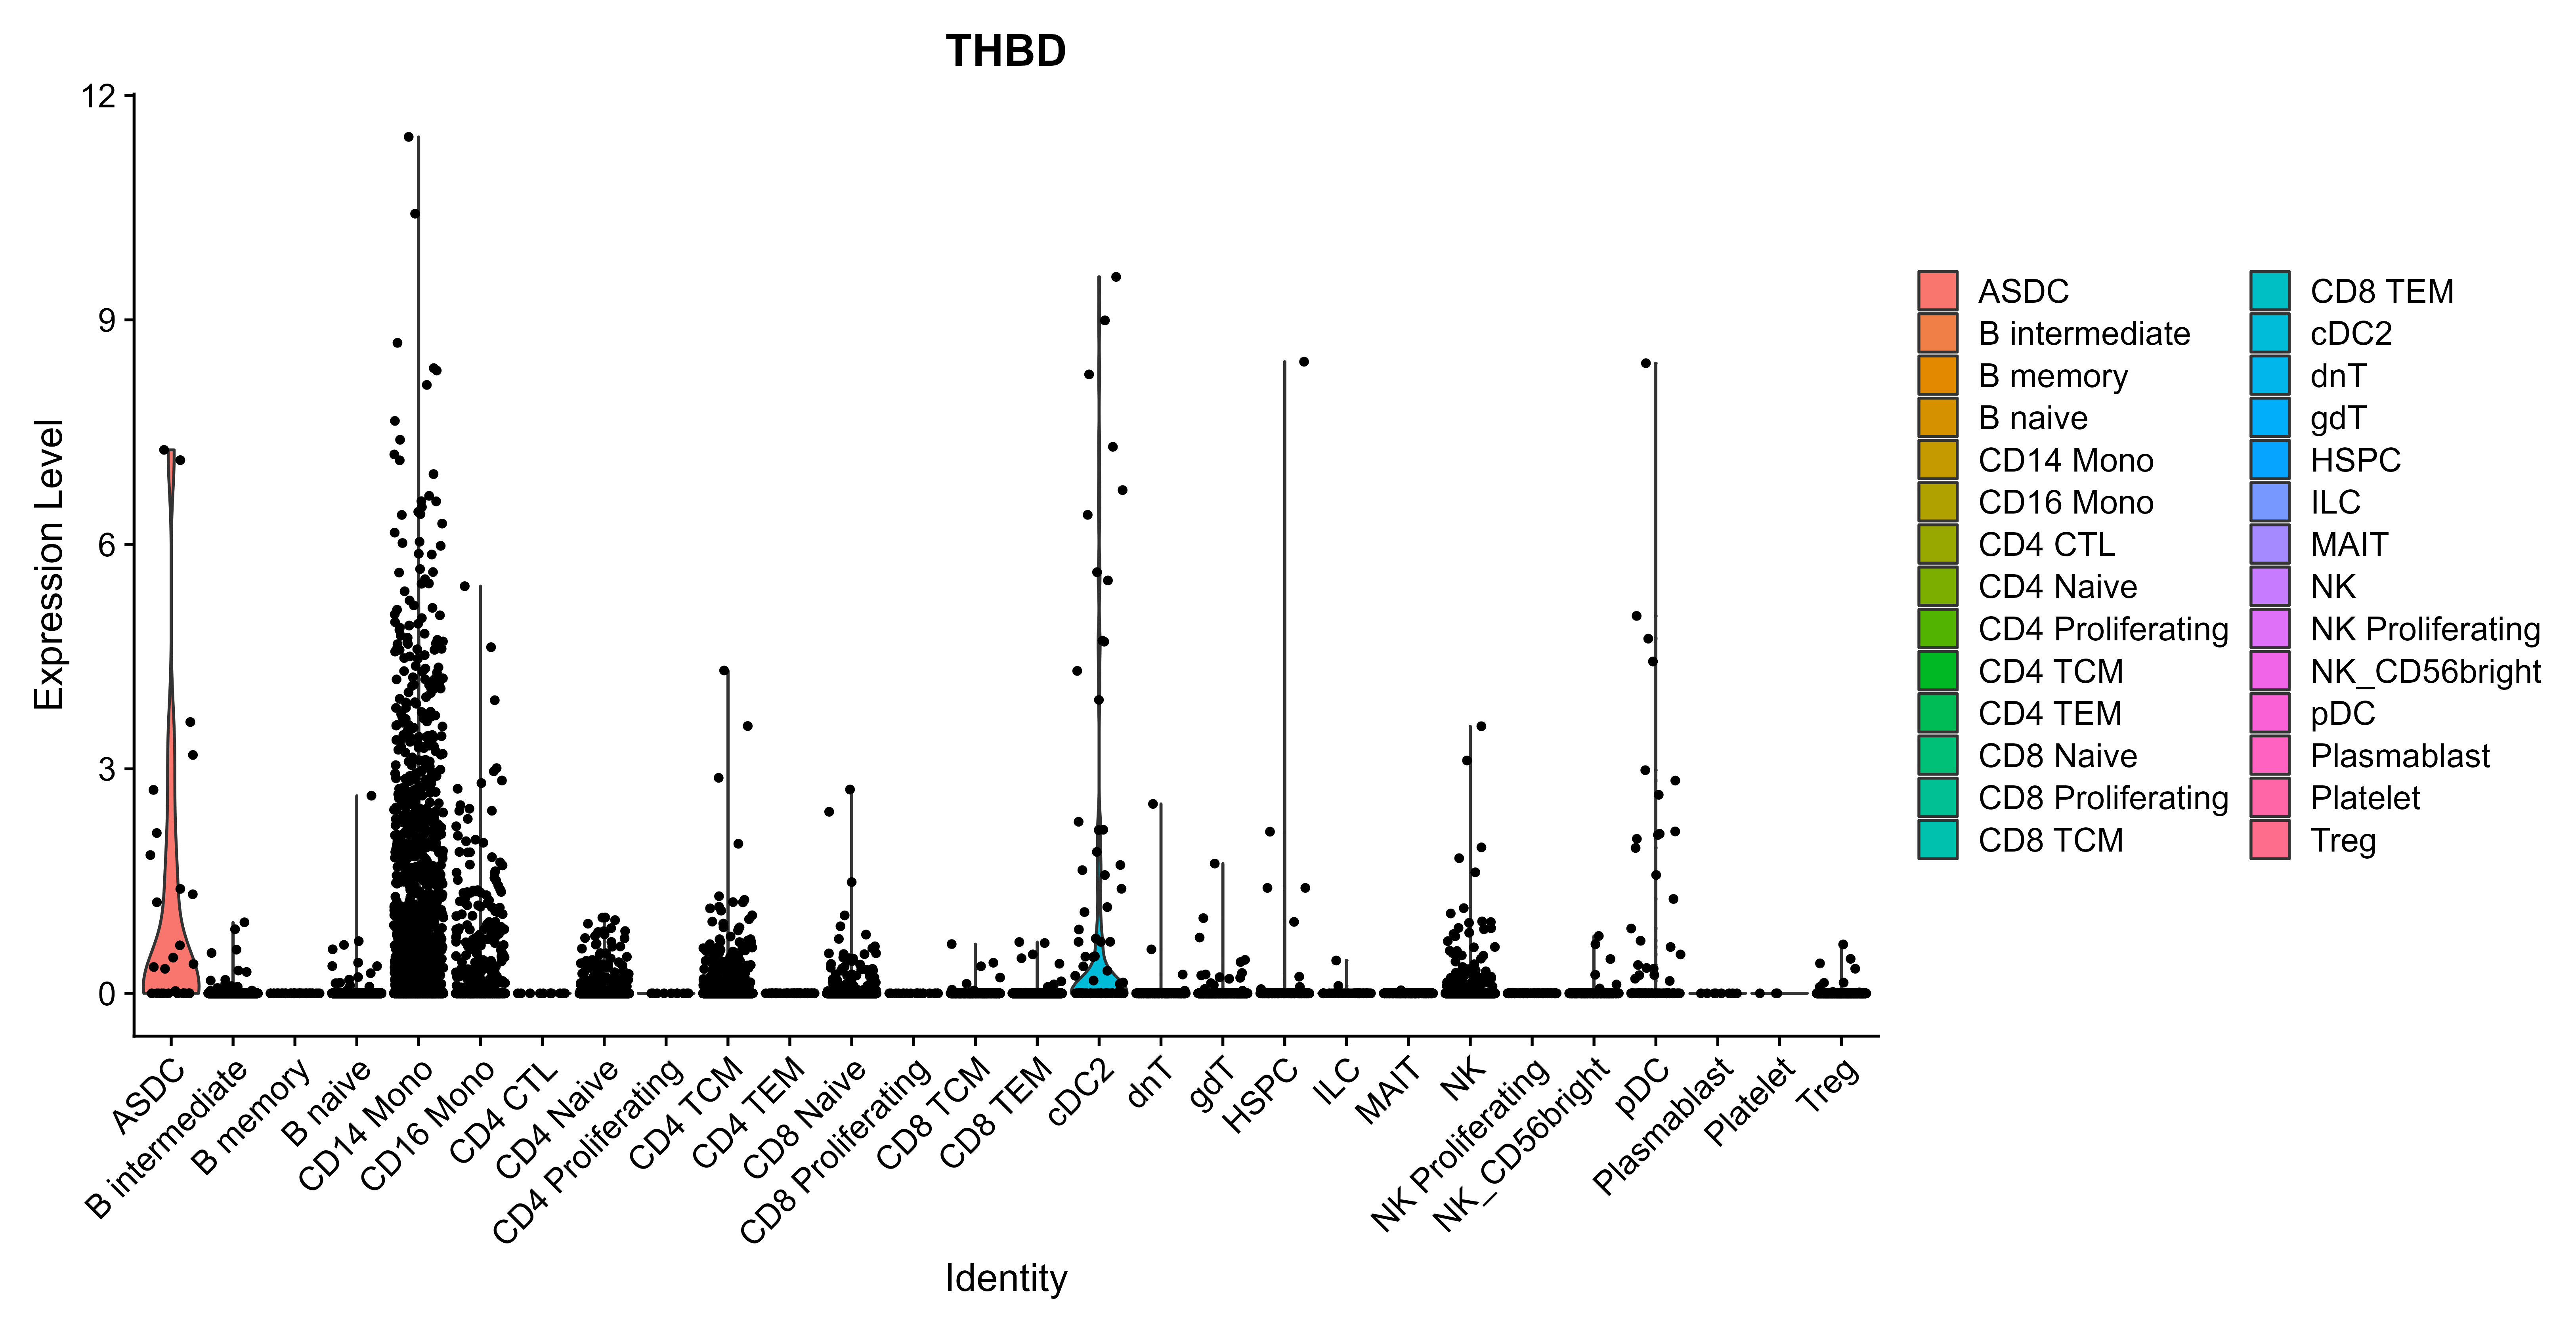 THBD
12
9
6
3
0
Expression Level
ASDC
B intermediate
B memory
B naive
CD14 Mono
CD16 Mono
CD4 CTL
CD4 Naive
CD4 Proliferating
CD4 TCM
CD4 TEM
CD8 Naive
CD8 Proliferating
CD8 TCM
CD8 TEM
cDC2
dnT
gdT
HSPC
ILC
MAIT
NK
NK Proliferating
NK_CD56bright
pDC
Plasmablast
Platelet
Treg
Identity
ASDC
B intermediate
B memory
B naive
CD14 Mono
CD16 Mono
CD4 CTL
CD4 Naive
CD4 Proliferating
CD4 TCM
CD4 TEM
CD8 Naive
CD8 Proliferating
CD8 TCM
CD8 TEM
cDC2
dnT
gdT
HSPC
ILC
MAIT
NK
NK Proliferating
NK_CD56bright
pDC
Plasmablast
Platelet
Treg